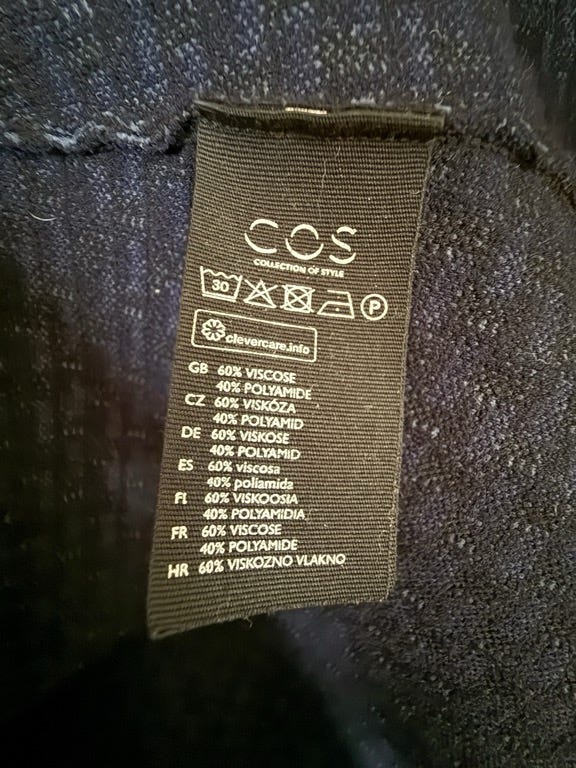 COS
COLLECTION OF STYLE
30 P
clevercare.info
GB 60% VISCOSE
40% POLYAMIDE
CZ 60% VISKÓZA
40% POLYAMID
DE 60% VISKOSE
40% POLYAMID
ES 60% viscosa
40% poliamida
FI 60% VISKOOSIA
40% POLYAMIDIA
FR 60% VISCOSE
40% POLYAMIDE
HR 60% VISKOZNO VLAKNO